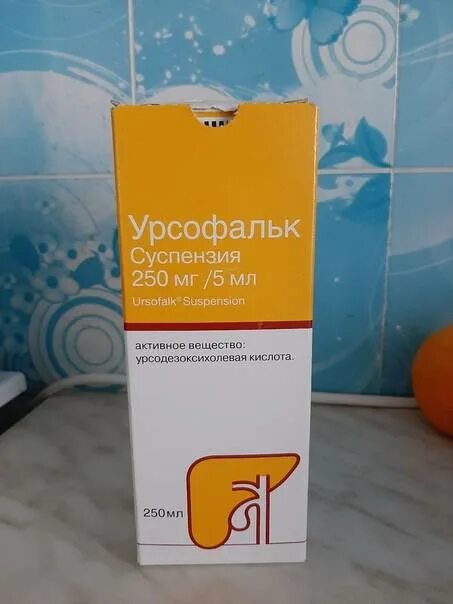 Урсофальк
Суспензия
250 мг /5 мл
Ursofalk® Suspension
активное вещество:
урсодезоксихолевая кислота.
250мл